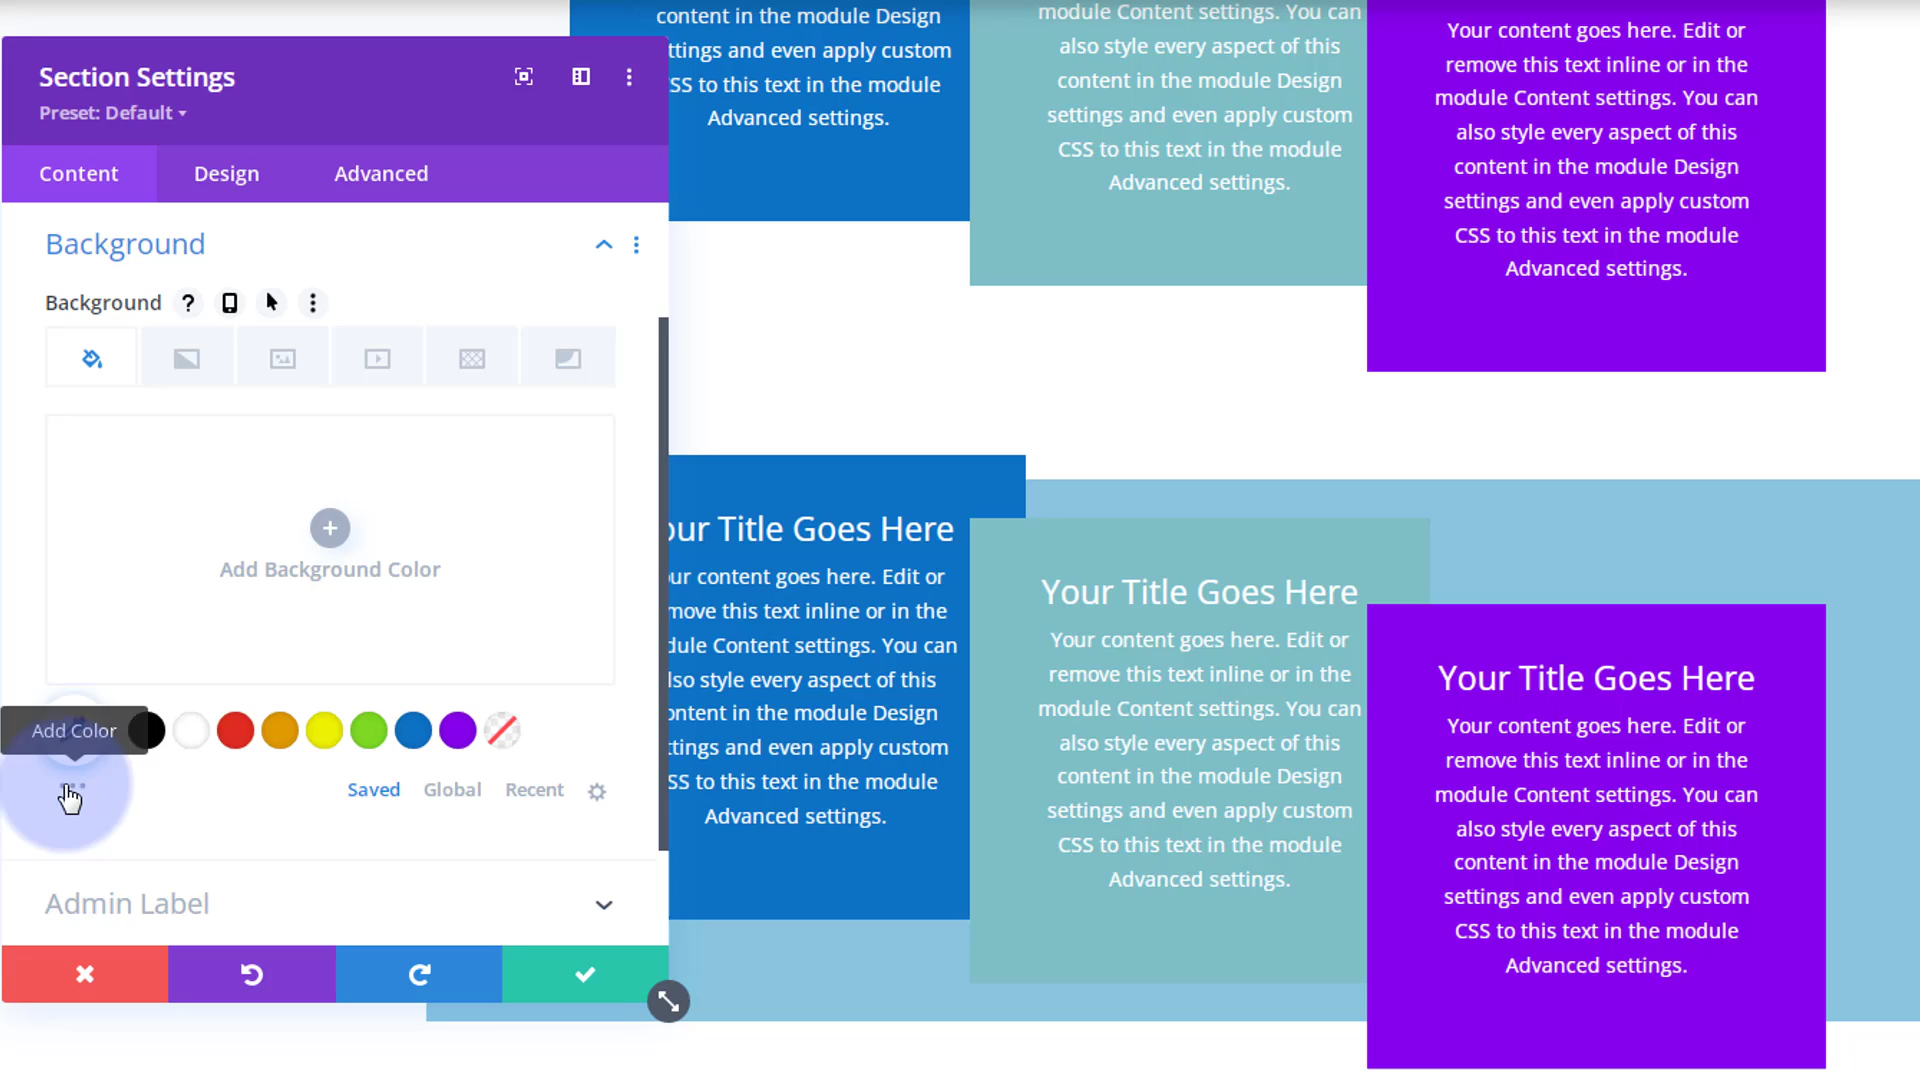 Section Settings
Preset: Default
Content
Design
Advanced
Background
Background
?
Add Background Color
Add Color
Saved
Global
Recent
Admin Label
content in the module Design
ttings and even apply custom
SS to this text in the module
Advanced settings.
module Content settings. You can
also style every aspect of this
content in the module Design
settings and even apply custom
CSS to this text in the module
Advanced settings.
Your content goes here. Edit or
remove this text inline or in the
module Content settings. You can
also style every aspect of this
content in the module Design
settings and even apply custom
CSS to this text in the module
Advanced settings.
our Title Goes Here
ur content goes here. Edit or
move this text inline or in the
dule Content settings. You can
lso style every aspect of this
ontent in the module Design
ttings and even apply custom
SS to this text in the module
Advanced settings.
Your Title Goes Here
Your content goes here. Edit or
remove this text inline or in the
module Content settings. You can
also style every aspect of this
content in the module Design
settings and even apply custom
CSS to this text in the module
Advanced settings.
Your Title Goes Here
Your content goes here. Edit or
remove this text inline or in the
module Content settings. You can
also style every aspect of this
content in the module Design
settings and even apply custom
CSS to this text in the module
Advanced settings.